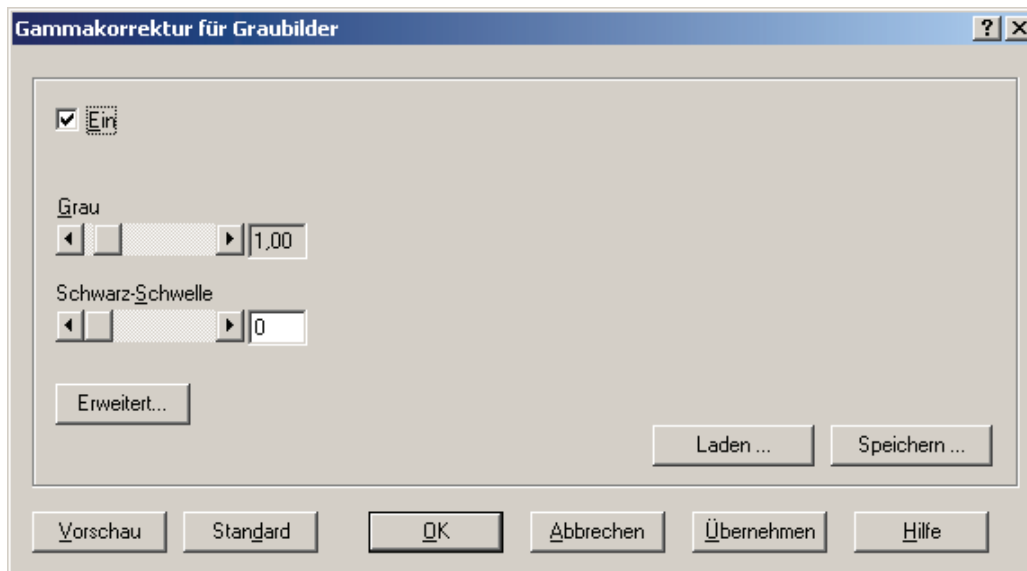 Gammakorrektur für Graubilder
Ein
Grau
1,00
Schwarz-Schwelle
0
Erweitert...
Laden ... Speichern ...
Vorschau Standard OK Abbrechen Übernehmen Hilfe